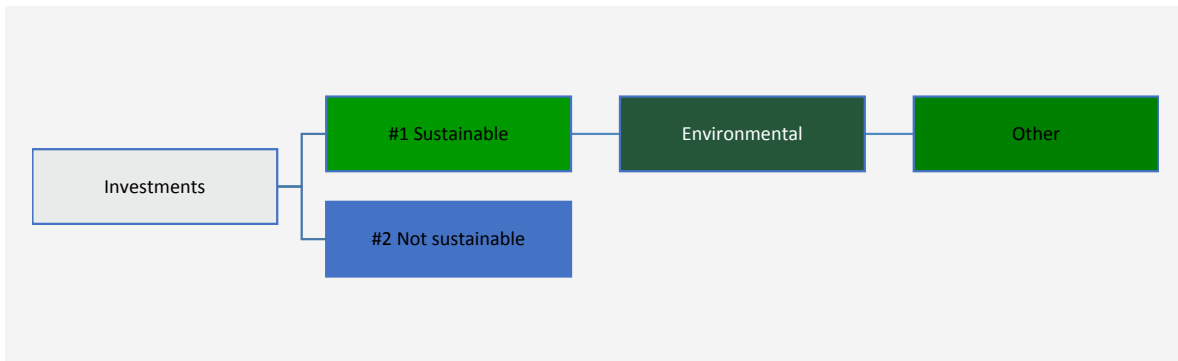 Investments
#1 Sustainable
Environmental
Other
#2 Not sustainable